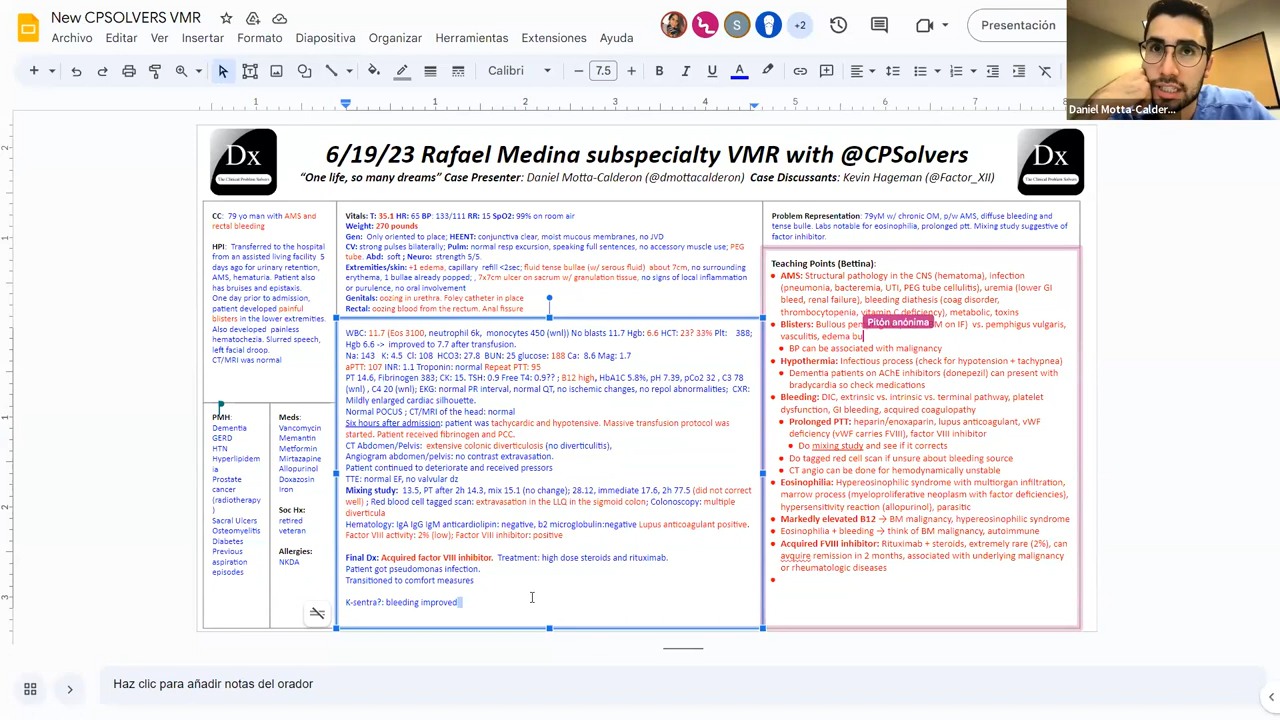 New CPSOLVERS VMR
Archivo Editar Ver Insertar Formato Diapositiva Organizar Herramientas Extensiones Ayuda
S
+2
Presentación
Calibri
7.5
Daniel Motta-Calder...
Dx
The Clinical Problem Solvers
6/19/23 Rafael Medina subspecialty VMR with @CPSolvers
“One life, so many dreams” Case Presenter: Daniel Motta-Calderon (@dmottacalderon) Case Discussants: Kevin Hageman (@Factor_XII)
Dx
The Clinical Problem Solvers
CC: 79 yo man with AMS and
rectal bleeding
HPI: Transferred to the hospital
from an assisted living facility 5
days ago for urinary retention,
AMS, hematuria. Patient also
has bruises and epistaxis.
One day prior to admission,
patient developed painful
blisters in the lower extremities.
Also developed painless
hematochezia. Slurred speech,
left facial droop.
CT/MRI was normal
PMH:
Dementia
GERD
HTN
Hyperlipidem
ia
Prostate
cancer
(radiotherapy
)
Sacral Ulcers
Osteomyelitis
Diabetes
Previous
aspiration
episodes
Meds:
Vancomycin
Memantin
Metformin
Mirtazapine
Allopurinol
Doxazosin
Iron
Soc Hx:
retired
veteran
Allergies:
NKDA
Vitals: T: 35.1 HR: 65 BP: 133/111 RR: 15 SpO2: 99% on room air
Weight: 270 pounds
Gen: Only oriented to place; HEENT: conjunctiva clear, moist mucous membranes, no JVD
CV: strong pulses bilaterally; Pulm: normal resp excursion, speaking full sentences, no accessory muscle use; PEG
tube. Abd: soft ; Neuro: strength 5/5.
Extremities/skin: +1 edema, capillary refill <2sec; fluid tense bullae (w/ serous fluid) about 7cm, no surrounding
erythema, 1 bullae already popped; , 7x7cm ulcer on sacrum w/ granulation tissue, no signs of local inflammation
or purulence, no oral involvement
Genitals: oozing in urethra. Foley catheter in place
Rectal: oozing blood from the rectum. Anal fissure
WBC: 11.7 (Eos 3100, neutrophil 6k, monocytes 450 (wnl)) No blasts 11.7 Hgb: 6.6 HCT: 23? 33% Plt: 388;
Hgb 6.6 -> improved to 7.7 after transfusion.
Na: 143 K: 4.5 Cl: 108 HCO3: 27.8 BUN: 25 glucose: 188 Ca: 8.6 Mag: 1.7
aPTT: 107 INR: 1.1 Troponin: normal Repeat PTT: 95
PT 14.6, Fibrinogen 383; CK: 15. TSH: 0.9 Free T4: 0.9?? ; B12 high, HbA1C 5.8%, pH 7.39, pCo2 32 , C3 78
(wnl) , C4 20 (wnl); EKG: normal PR interval, normal QT, no ischemic changes, no repol abnormalities; CXR:
Mildly enlarged cardiac silhouette.
Normal POCUS ; CT/MRI of the head: normal
Six hours after admission: patient was tachycardic and hypotensive. Massive transfusion protocol was
started. Patient received fibrinogen and PCC.
CT Abdomen/Pelvis: extensive colonic diverticulosis (no diverticulitis),
Angiogram abdomen/pelvis: no contrast extravasation.
Patient continued to deteriorate and received pressors
TTE: normal EF, no valvular dz
Mixing study: 13.5, PT after 2h 14.3, mix 15.1 (no change); 28.12, immediate 17.6, 2h 77.5 (did not correct
well) ; Red blood cell tagged scan: extravasation in the LLQ in the sigmoid colon; Colonoscopy: multiple
diverticula
Hematology: IgA IgG IgM anticardiolipin: negative, b2 microglobulin:negative Lupus anticoagulant positive.
Factor VIII activity: 2% (low); Factor VIII inhibitor: positive
Final Dx: Acquired factor VIII inhibitor. Treatment: high dose steroids and rituximab.
Patient got pseudomonas infection.
Transitioned to comfort measures
K-sentra?: bleeding improved
Problem Representation: 79yM w/ chronic OM, p/w AMS, diffuse bleeding and
tense bulle. Labs notable for eosinophilia, prolonged ptt. Mixing study suggestive of
factor inhibitor.
Teaching Points (Bettina):
AMS: Structural pathology in the CNS (hematoma), infection
(pneumonia, bacteremia, UTI, PEG tube cellulitis), uremia (lower GI
bleed, renal failure), bleeding diathesis (coag disorder,
thrombocytopenia, vitamin C deficiency), metabolic, toxins
Pitón anónima
Blisters: Bullous pem M on IF) vs. pemphigus vulgaris,
vasculitis, edema bu
BP can be associated with malignancy
Hypothermia: Infectious process (check for hypotension + tachypnea)
Dementia patients on AChE inhibitors (donepezil) can present with
bradycardia so check medications
Bleeding: DIC, extrinsic vs. intrinsic vs. terminal pathway, platelet
dysfunction, GI bleeding, acquired coagulopathy
Prolonged PTT: heparin/enoxaparin, lupus anticoagulant, vWF
deficiency (vWF carries FVIII), factor VIII inhibitor
Do mixing study and see if it corrects
Do tagged red cell scan if unsure about bleeding source
CT angio can be done for hemodynamically unstable
Eosinophilia: Hypereosinophilic syndrome with multiorgan infiltration,
marrow process (myeloproliferative neoplasm with factor deficiencies),
hypersensitivity reaction (allopurinol), parasitic
Markedly elevated B12 → BM malignancy, hypereosinophilic syndrome
Eosinophilia + bleeding → think of BM malignancy, autoimmune
Acquired FVIII inhibitor: Rituximab + steroids, extremely rare (2%), can
avquire remission in 2 months, associated with underlying malignancy
or rheumatologic diseases
Haz clic para añadir notas del orador